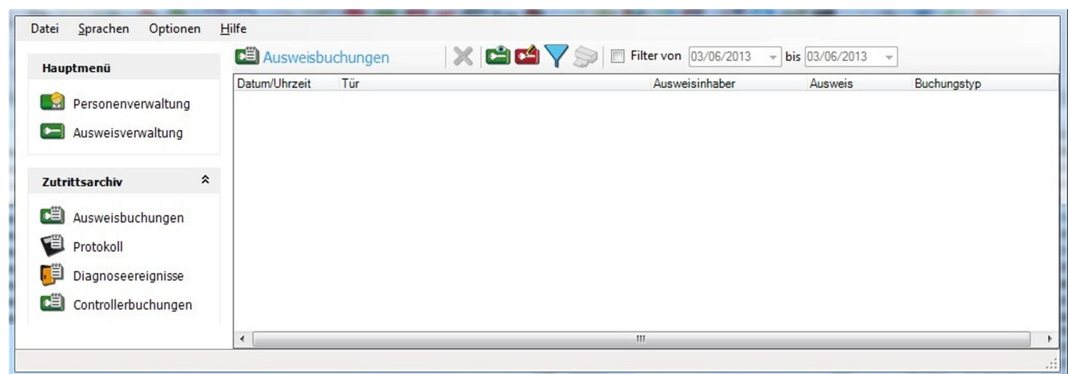 Datei Sprachen Optionen Hilfe
Hauptmenü
Personenverwaltung
Ausweisverwaltung
Zutrittsarchiv
Ausweisbuchungen
Protokoll
Diagnoseereignisse
Controllerbuchungen
Ausweisbuchungen Filter von 03/06/2013 bis 03/06/2013
Datum/Uhrzeit Tür Ausweisinhaber Ausweis Buchungstyp